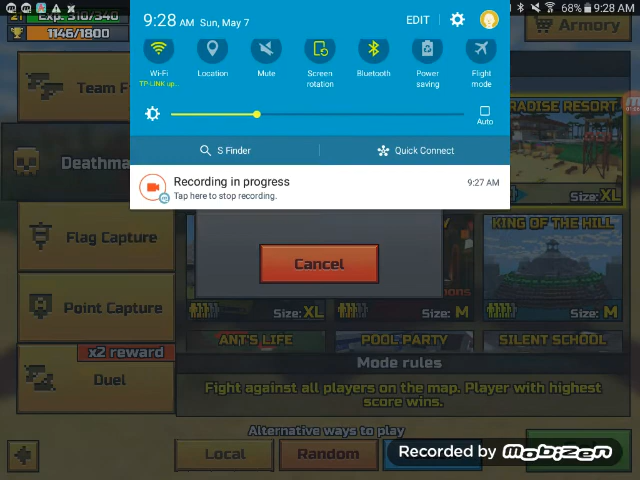 21 Exp. 310/340
1146/1800
9:28 AM Sun, May 7
EDIT
68% 9:28 AM
Armory
Wi-Fi
TP-LINK up...
Location
Mute
Screen
rotation
Bluetooth
Power
saving
Flight
mode
Auto
S Finder
Quick Connect
Recording in progress
9:27 AM
Tap here to stop recording.
Team F
Deathma
Flag Capture
Point Capture
x2 reward
Duel
RADISE RESORT
Size:XL
KING OF THE HILL
Cancel
Size:XL
Size: M
Size: M
ANT'S LIFE
POOL PARTY
SILENT SCHOOL
Mode rules
Fight against all players on the map. Player with highest
score wins.
Alternative ways to play
Local
Random
Recorded by Mobizen